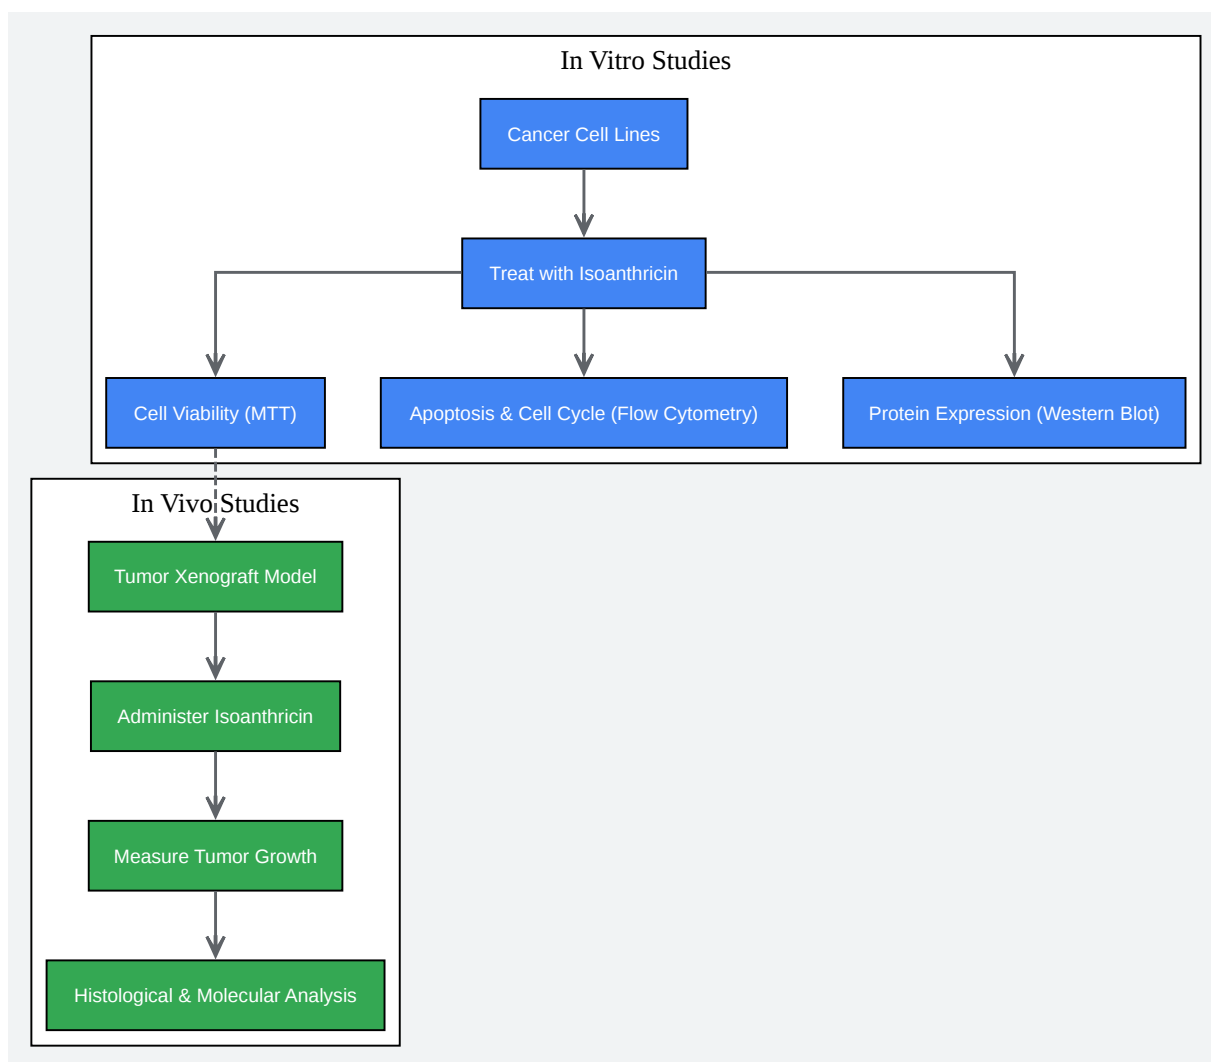 In Vitro Studies
Cancer Cell Lines
Treat with Isoanthricin
Cell Viability (MTT)
Apoptosis & Cell Cycle (Flow Cytometry)
Protein Expression (Western Blot)
In Vivo Studies
Tumor Xenograft Model
Administer Isoanthricin
Measure Tumor Growth
Histological & Molecular Analysis